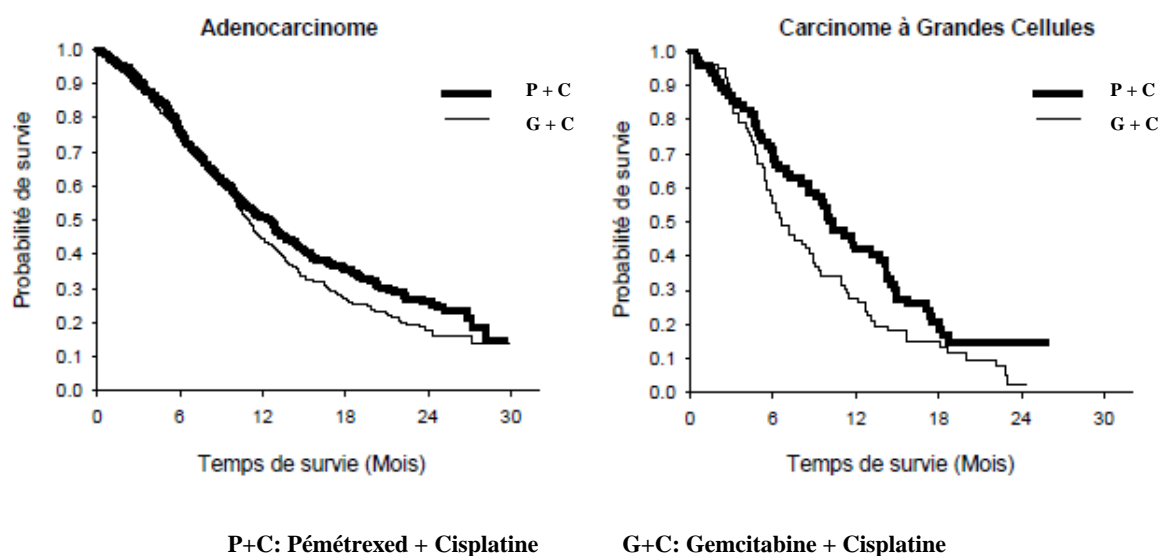 Adenocarcinome
1.0
0.9
0.8
0.7
0.6
0.5
0.4
0.3
0.2
0.1
0.0
0 6 12 18 24 30
Probabilité de survie
Temps de survie (Mois)
P + C
G + C
Carcinome à Grandes Cellules
1.0
0.9
0.8
0.7
0.6
0.5
0.4
0.3
0.2
0.1
0.0
0 6 12 18 24 30
Probabilité de survie
Temps de survie (Mois)
P + C
G + C
P+C: Pémétrexed + Cisplatine G+C: Gemcitabine + Cisplatine